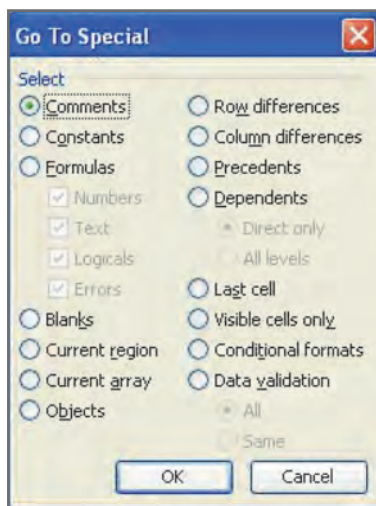 Go To Special
Select
Comments
Constants
Formulas
Numbers
Text
Logicals
Errors
Blanks
Current region
Current array
Objects
Row differences
Column differences
Precedents
Dependents
Direct only
All levels
Last cell
Visible cells only
Conditional formats
Data validation
All
Same
OK
Cancel